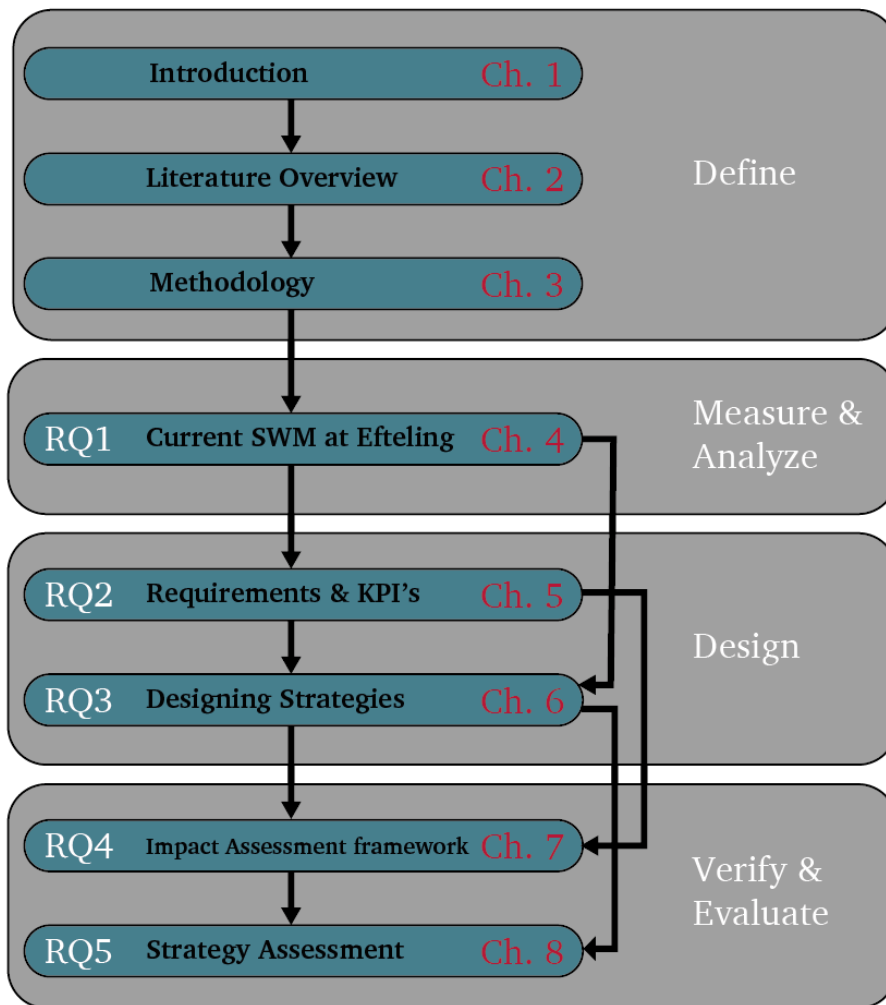 Introduction Ch. 1
Literature Overview Ch. 2
Define
Methodology Ch. 3
Measure &
Analyze
RQ1 Current SWM at Efteling Ch. 4
RQ2 Requirements & KPI's Ch. 5
Design
RQ3 Designing Strategies Ch. 6
RQ4 Impact Assessment framework Ch. 7
Verify &
Evaluate
RQ5 Strategy Assessment Ch. 8